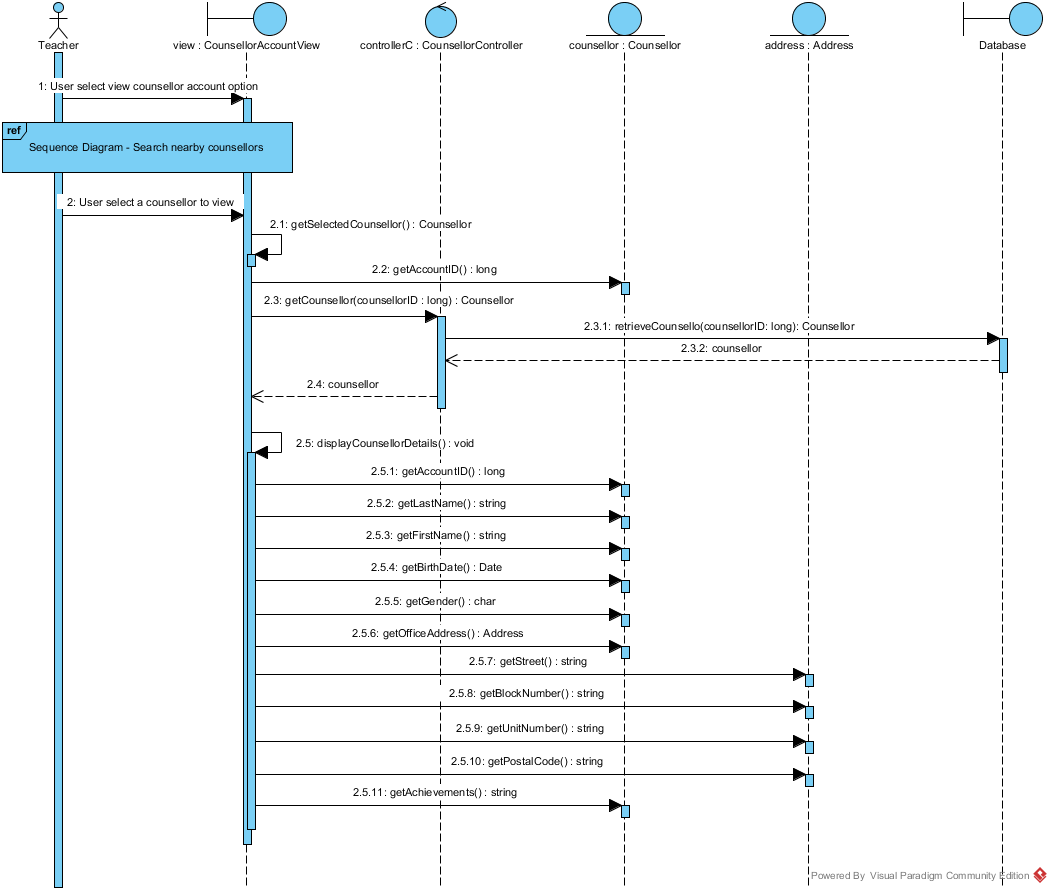 Teacher
view : CounsellorAccountView
controllerC : CounsellorController
counsellor : Counsellor
address : Address
Database
1: User select view counsellor account option
ref
Sequence Diagram - Search nearby counsellors
2: User select a counsellor to view
2.1: getSelectedCounsellor() : Counsellor
2.2: getAccountID() : long
2.3: getCounsellor(counsellorID : long) : Counsellor
2.3.1: retrieveCounsello(counsellorID: long): Counsellor
2.3.2: counsellor
2.4: counsellor
2.5: displayCounsellorDetails() : void
2.5.1: getAccountID() : long
2.5.2: getLastName() : string
2.5.3: getFirstName() : string
2.5.4: getBirthDate() : Date
2.5.5: getGender() : char
2.5.6: getOfficeAddress() : Address
2.5.7: getStreet() : string
2.5.8: getBlockNumber() : string
2.5.9: getUnitNumber() : string
2.5.10: getPostalCode() : string
2.5.11: getAchievements() : string
Powered By Visual Paradigm Community Edition